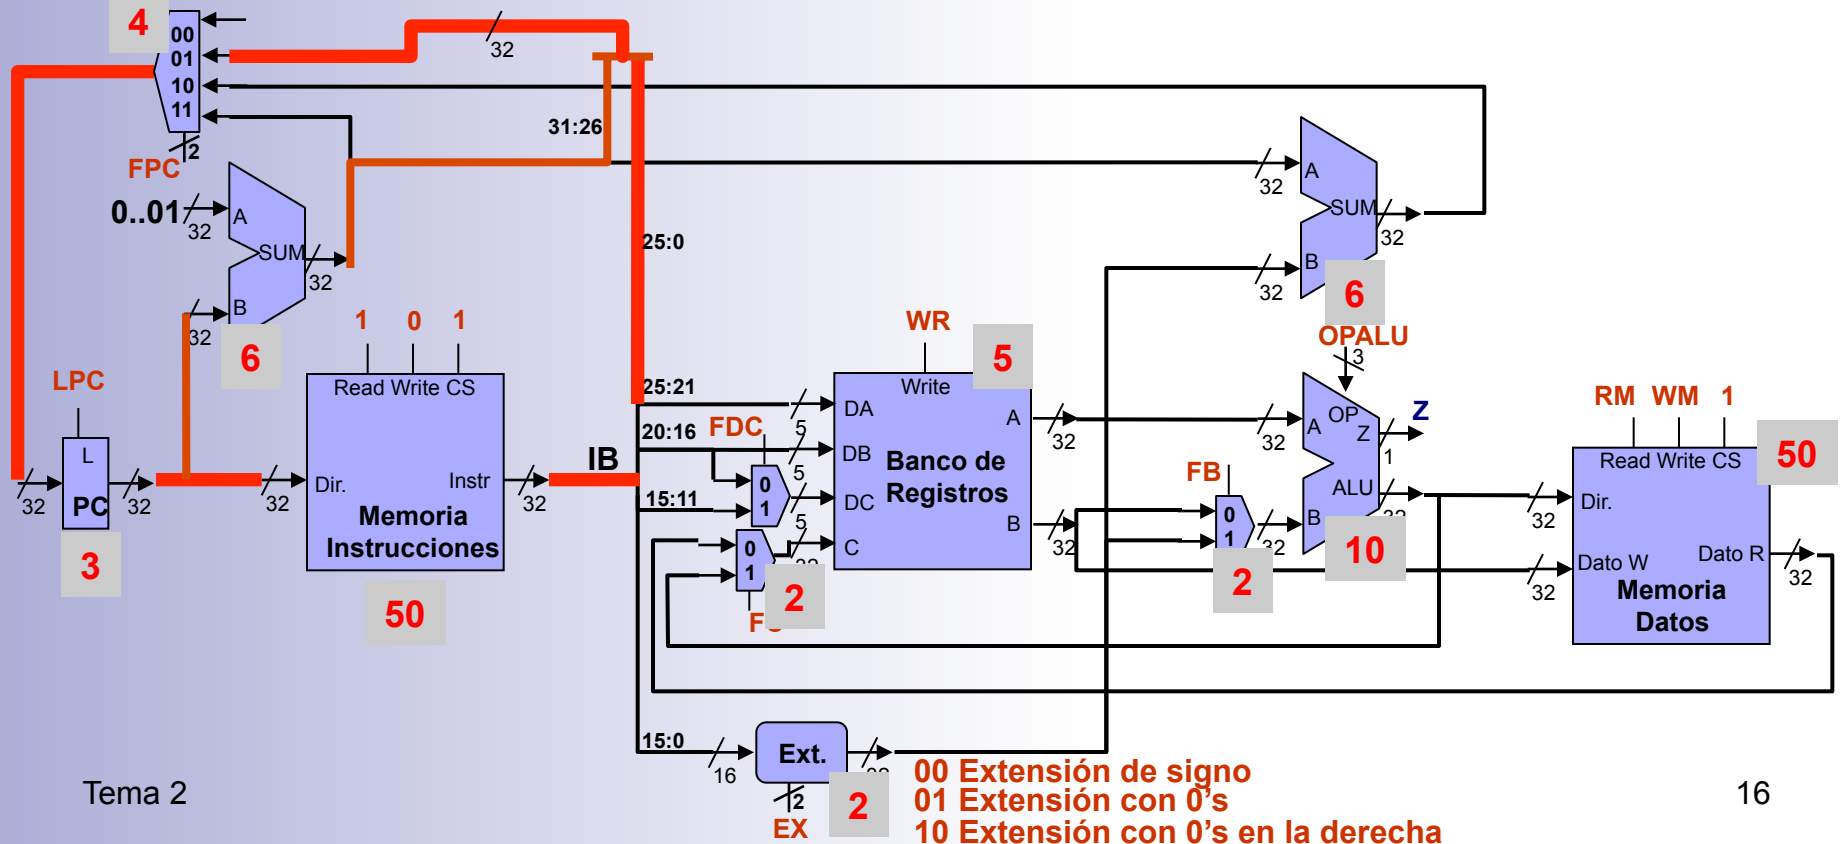 4
00
01
10
11
2
FPC
32
31:26
0..01
32
A
SUM
32
B
32
6
25:0
A
32
SUM
32
B
32
6
OPALU
3
LPC
L
PC
32
32
3
1 0 1
Read Write CS
Dir.
32
Instr
32
Memoria
Instrucciones
50
IB
25:21
20:16
15:11
FDC
0
1
5
5
5
0
1
2
WR
Write
5
DA
DB
DC
C
A
B
Banco de
Registros
32
32
FB
0
1
32
2
32
A
OP
Z
ALU
B
10
Z
1
RM WM 1
Read Write CS
50
Dir.
32
Dato W
32
Dato R
32
Memoria
Datos
15:0
16
Ext.
2
EX
2
00 Extensión de signo
01 Extensión con 0's
10 Extensión con 0's en la derecha
Tema 2
16